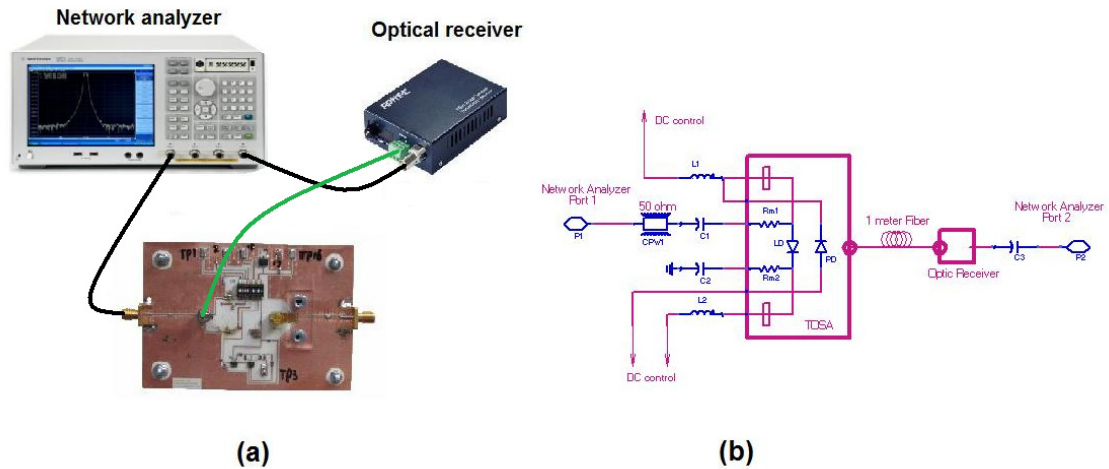 Network analyzer
Optical receiver
TP1
TP3
(a)
DC control
L1
Network Analyzer
Port 1
50 ohm
P1
CPW1
C1
Rm1
LD
PD
C2
Rm2
L2
TOSA
DC control
1 meter Fiber
Optic Receiver
C3
Network Analyzer
Port 2
P2
(b)